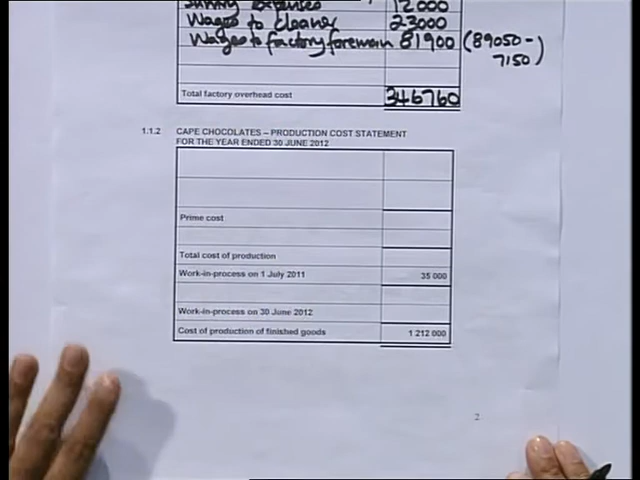 Sundry expenses 12000
Wages to cleaner 23000
Wages to factory foreman 81900 (89050 -
7150)
Total factory overhead cost 346760
1.1.2 CAPE CHOCOLATES – PRODUCTION COST STATEMENT
FOR THE YEAR ENDED 30 JUNE 2012
Prime cost
Total cost of production
Work-in-process on 1 July 2011 35 000
Work-in-process on 30 June 2012
Cost of production of finished goods 1 212 000
2